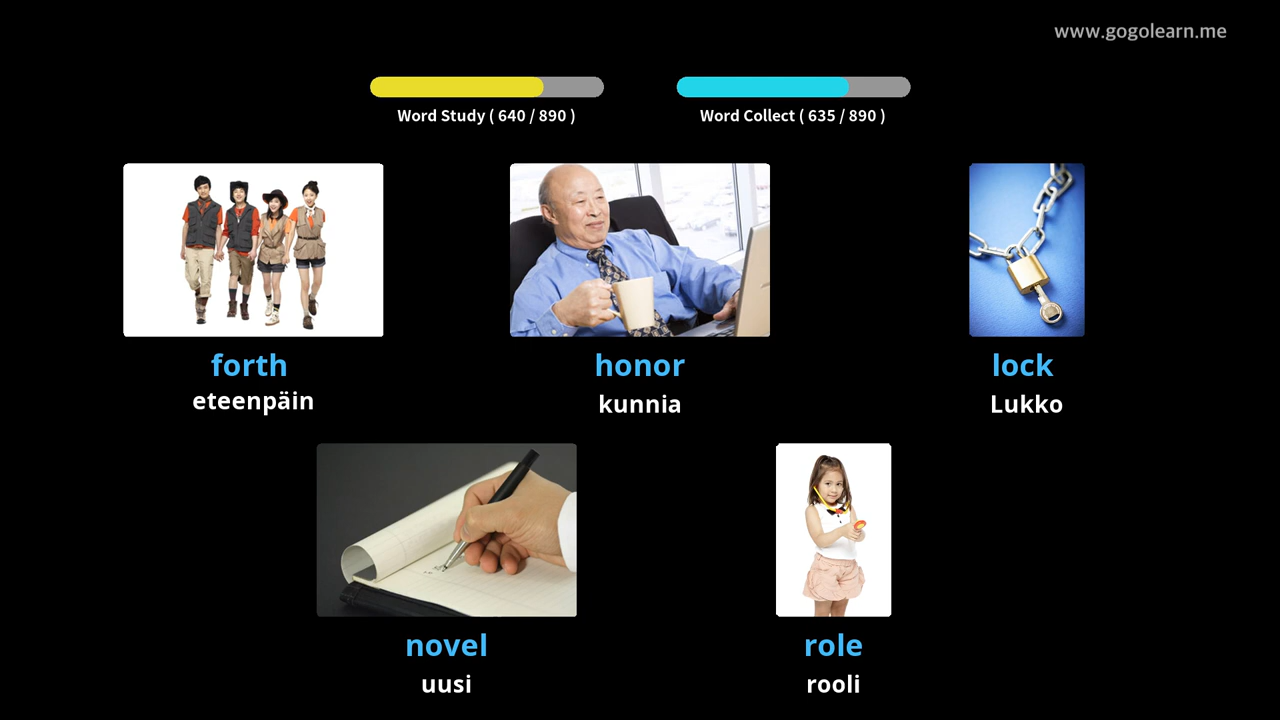 www.gogolearn.me
Word Study ( 640 / 890 )
Word Collect ( 635 / 890 )
forth
eteenpäin
honor
kunnia
lock
Lukko
novel
uusi
role
rooli